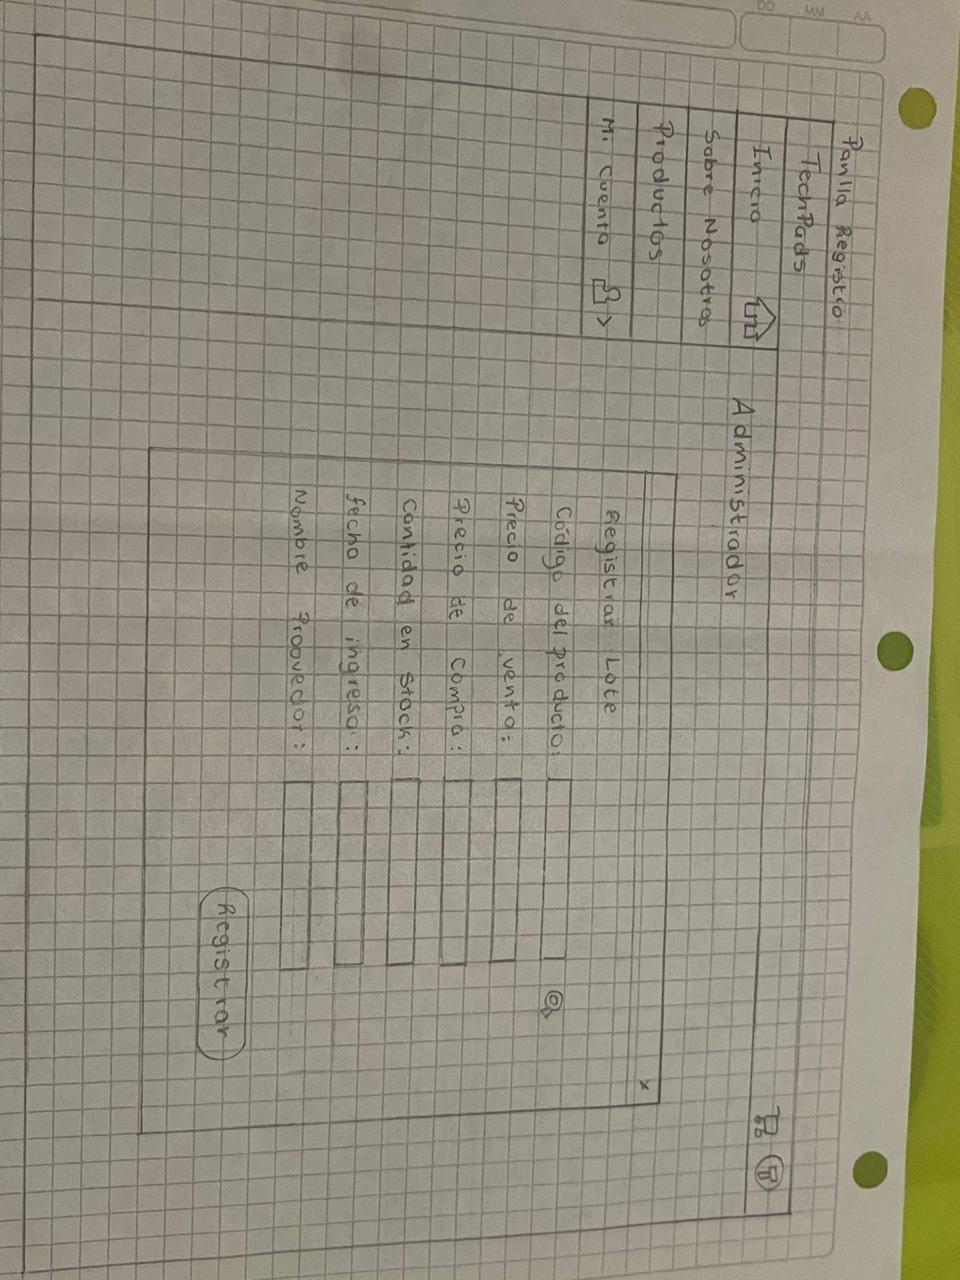 DD MM AA
Panlla Registro
TechPads
Inicio
Sobre Nosotros
Productos
Mi cuenta >
Administrador
x
Registrar Lote
Código del producto:
Precio de venta:
Precio de Compra:
Cantidad en Stock:
fecha de ingreso:
Nombre Proovedor:
Registrar